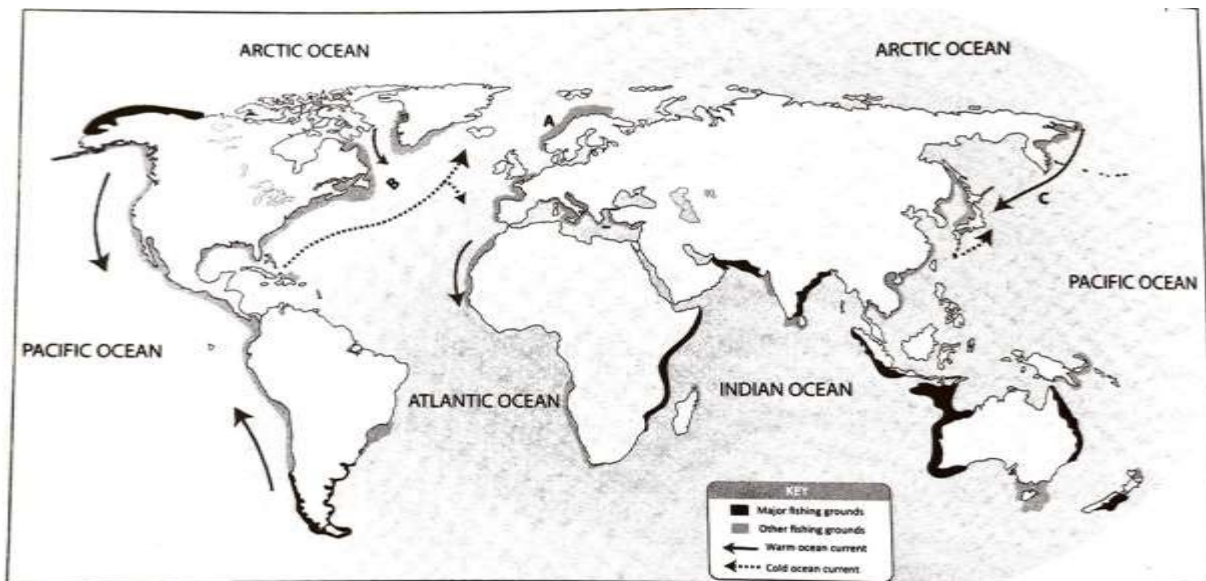 ARCTIC OCEAN
ARCTIC OCEAN
A
B
C
PACIFIC OCEAN
PACIFIC OCEAN
ATLANTIC OCEAN
INDIAN OCEAN
KEY
Major fishing grounds
Other fishing grounds
Warm ocean current
Cold ocean current